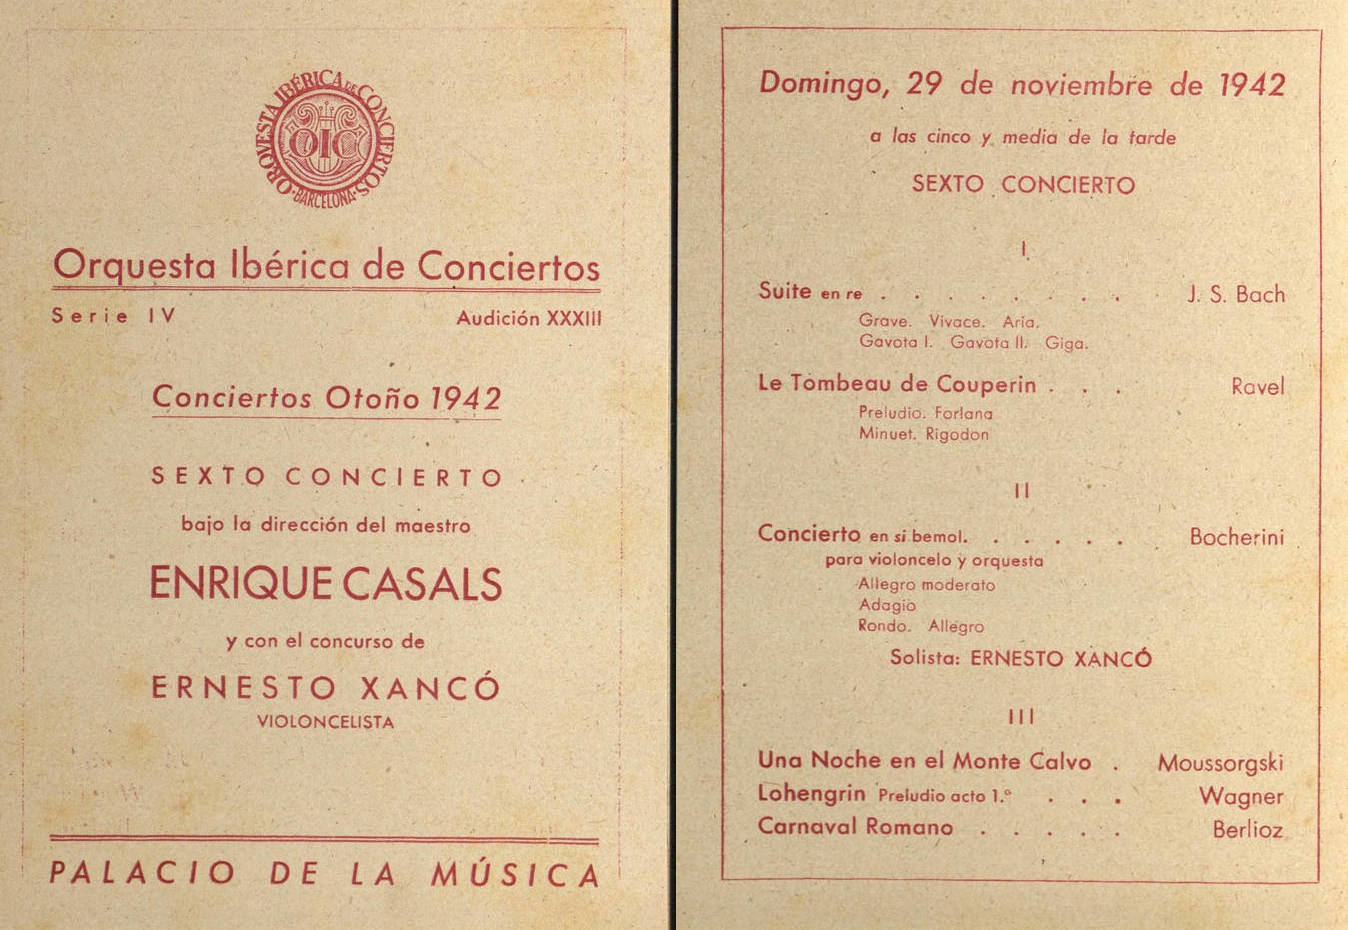 ORQUESTA IBÉRICA DE CONCIERTOS
OIC
·BARCELONA·
Orquesta Ibérica de Conciertos
Serie IV Audición XXXIII
Conciertos Otoño 1942
SEXTO CONCIERTO
bajo la dirección del maestro
ENRIQUE CASALS
y con el concurso de
ERNESTO XANCÓ
VIOLONCELISTA
PALACIO DE LA MÚSICA
Domingo, 29 de noviembre de 1942
a las cinco y media de la tarde
SEXTO CONCIERTO
I
Suite en re . . . . . . . . J. S. Bach
Grave. Vivace. Aria.
Gavota I. Gavota II. Giga.
Le Tombeau de Couperin . . . Ravel
Preludio. Forlana
Minuet. Rigodon
II
Concierto en si bemol. . . . . . Bocherini
para violoncelo y orquesta
Allegro moderato
Adagio
Rondo. Allegro
Solista: ERNESTO XANCÓ
III
Una Noche en el Monte Calvo . Moussorgski
Lohengrin Preludio acto 1.º . . . Wagner
Carnaval Romano . . . . . Berlioz